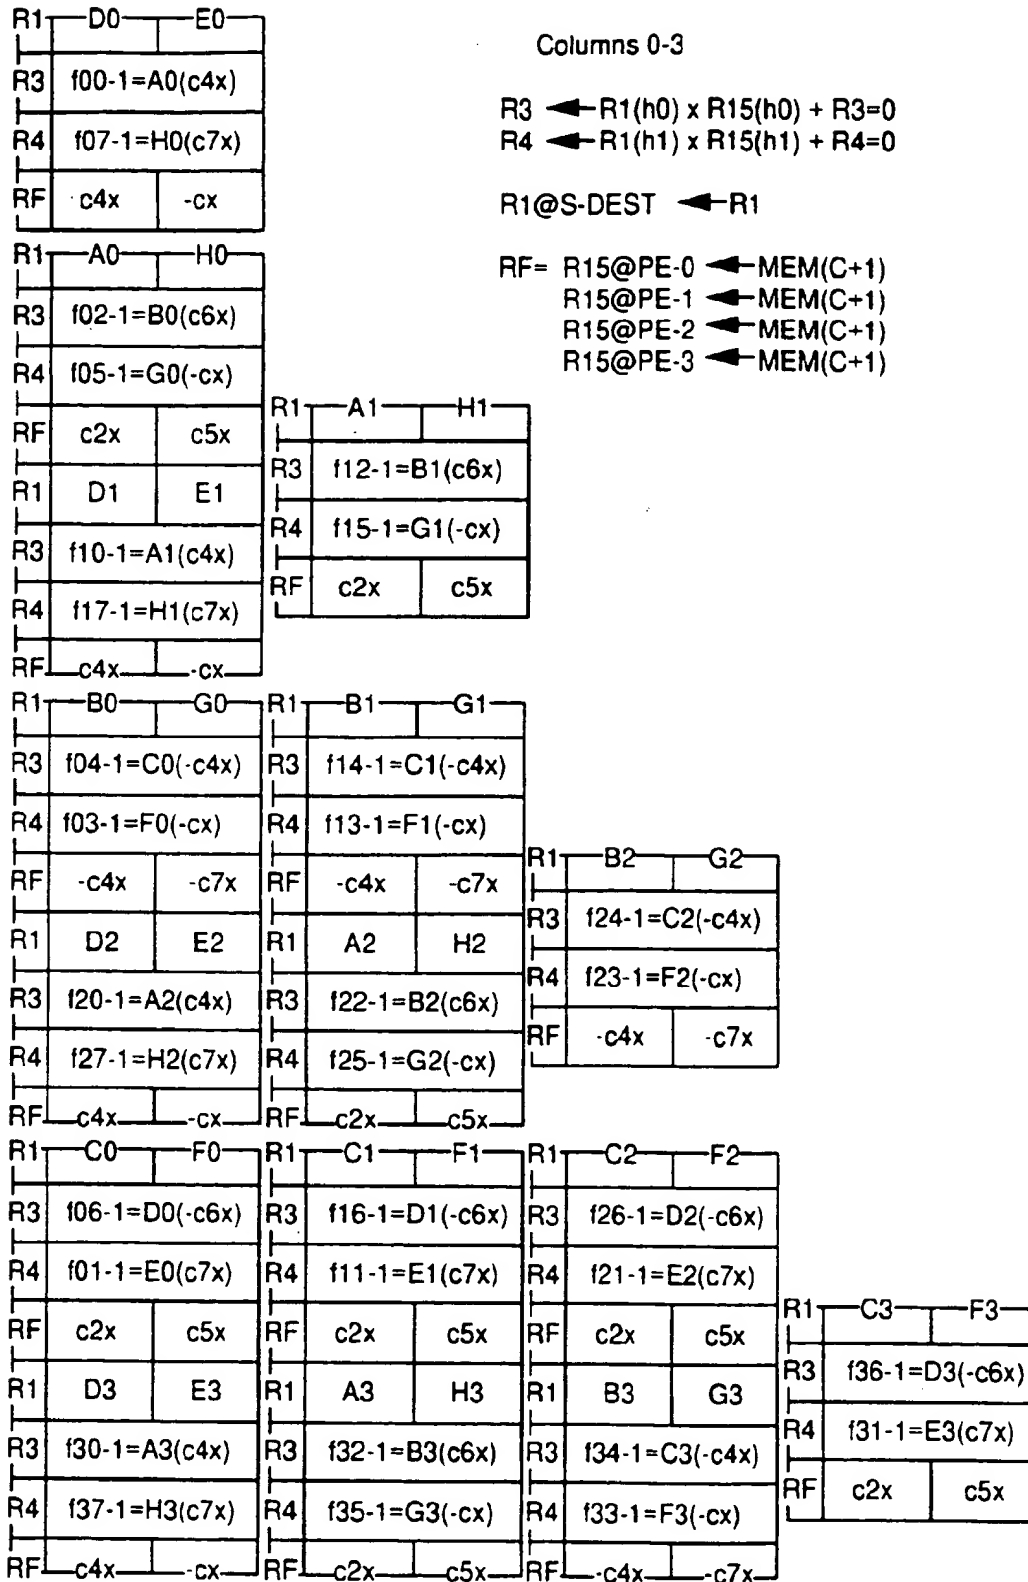 Columns 0-3
R3 ← R1(h0) x R15(h0) + R3=0
R4 ← R1(h1) x R15(h1) + R4=0
R1@S-DEST ← R1
RF= R15@PE-0 ← MEM(C+1)
R15@PE-1 ← MEM(C+1)
R15@PE-2 ← MEM(C+1)
R15@PE-3 ← MEM(C+1)
R1 D0 E0
R3 f00-1=A0(c4x)
R4 f07-1=H0(c7x)
RF c4x -cx
R1 A0 H0
R3 f02-1=B0(c6x)
R4 f05-1=G0(-cx)
RF c2x c5x
R1 D1 E1
R3 f10-1=A1(c4x)
R4 f17-1=H1(c7x)
RF c4x -cx
R1 A1 H1
R3 f12-1=B1(c6x)
R4 f15-1=G1(-cx)
RF c2x c5x
R1 B0 G0
R3 f04-1=C0(-c4x)
R4 f03-1=F0(-cx)
RF -c4x -c7x
R1 D2 E2
R3 f20-1=A2(c4x)
R4 f27-1=H2(c7x)
RF c4x -cx
R1 B1 G1
R3 f14-1=C1(-c4x)
R4 f13-1=F1(-cx)
RF -c4x -c7x
R1 A2 H2
R3 f22-1=B2(c6x)
R4 f25-1=G2(-cx)
RF c2x c5x
R1 B2 G2
R3 f24-1=C2(-c4x)
R4 f23-1=F2(-cx)
RF -c4x -c7x
R1 C0 F0
R3 f06-1=D0(-c6x)
R4 f01-1=E0(c7x)
RF c2x c5x
R1 D3 E3
R3 f30-1=A3(c4x)
R4 f37-1=H3(c7x)
RF c4x -cx
R1 C1 F1
R3 f16-1=D1(-c6x)
R4 f11-1=E1(c7x)
RF c2x c5x
R1 A3 H3
R3 f32-1=B3(c6x)
R4 f35-1=G3(-cx)
RF c2x c5x
R1 C2 F2
R3 f26-1=D2(-c6x)
R4 f21-1=E2(c7x)
RF c2x c5x
R1 B3 G3
R3 f34-1=C3(-c4x)
R4 f33-1=F3(-cx)
RF -c4x -c7x
R1 C3 F3
R3 f36-1=D3(-c6x)
R4 f31-1=E3(c7x)
RF c2x c5x